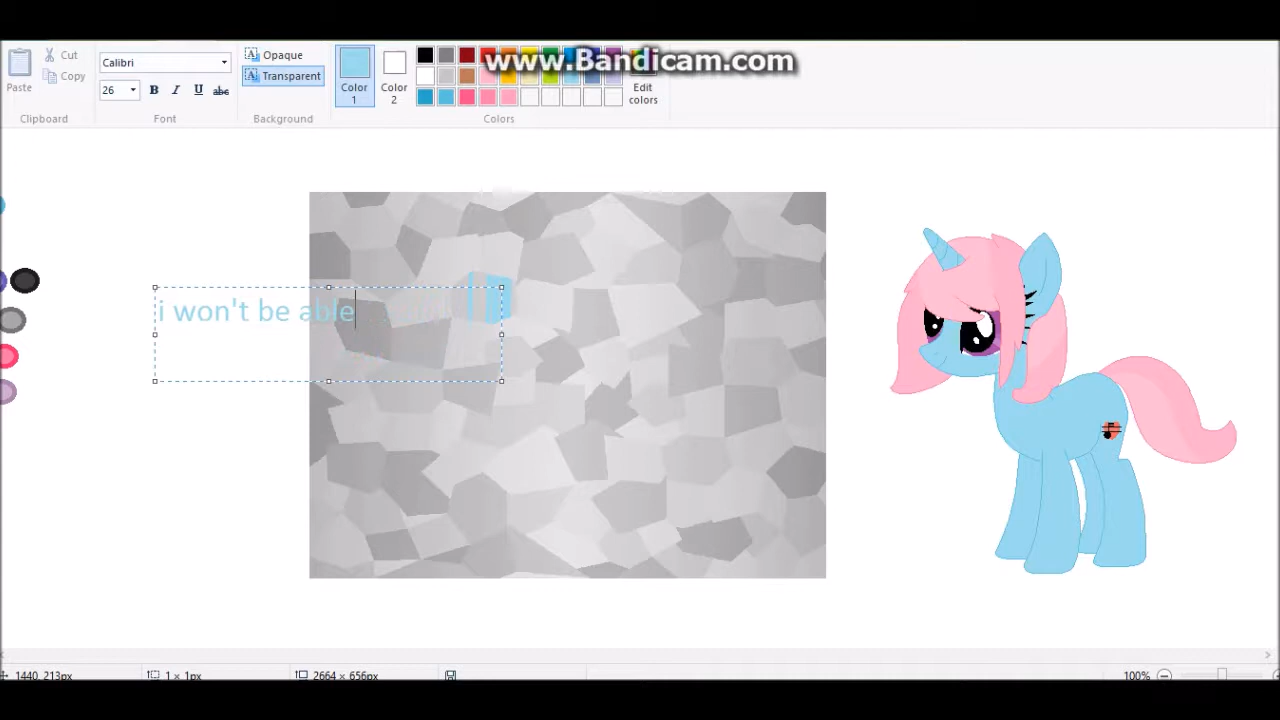 www.Bandicam.com
Paste
Cut
Copy
Clipboard
Calibri
26
B I U abc
Font
Opaque
Transparent
Background
Color 1
Color 2
Edit colors
Colors
i won't be able
1440, 213px
1 × 1px
2664 × 656px
100%